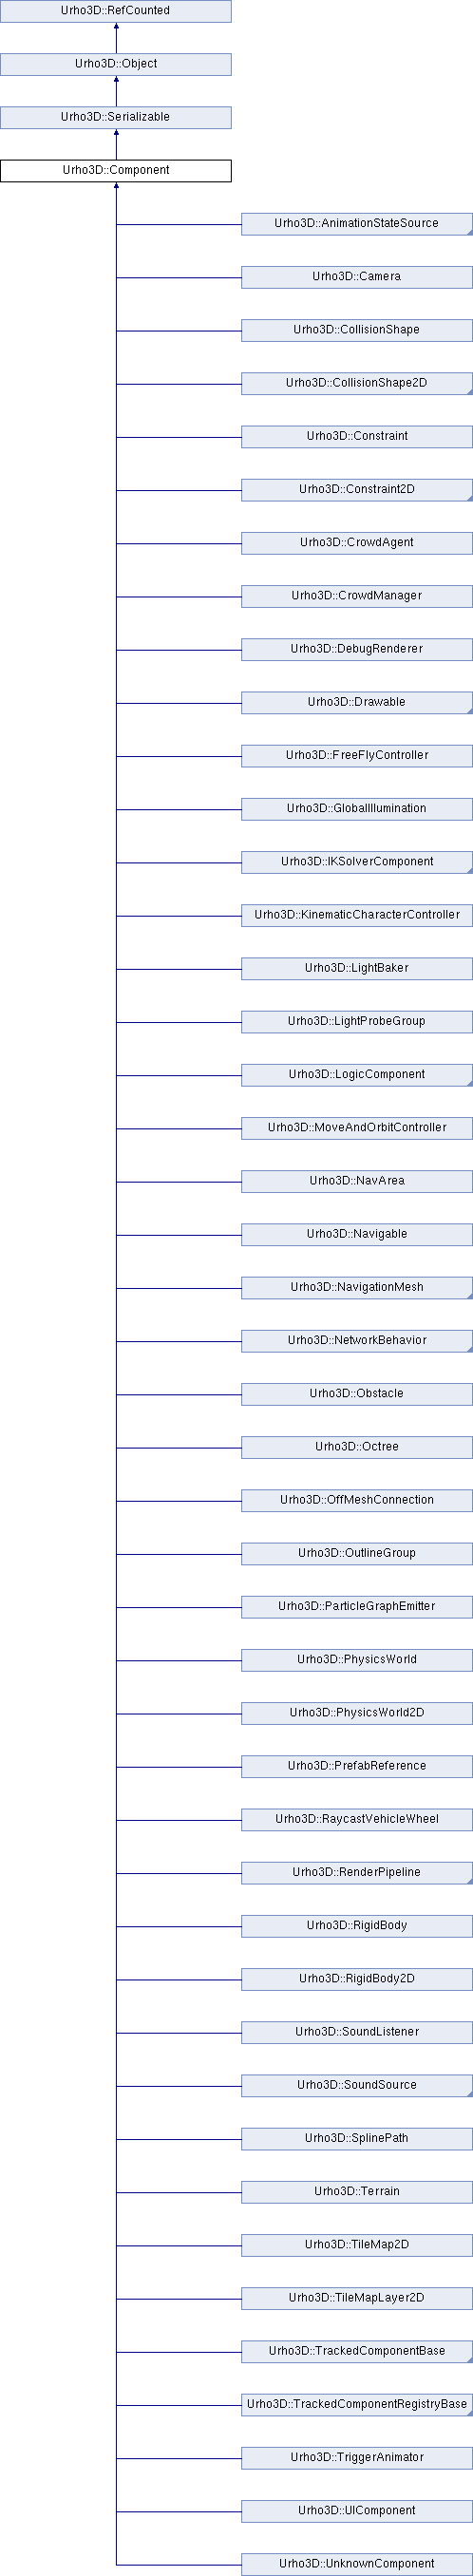 Urho3D::RefCounted
Urho3D::Object
Urho3D::Serializable
Urho3D::Component
Urho3D::AnimationStateSource
Urho3D::Camera
Urho3D::CollisionShape
Urho3D::CollisionShape2D
Urho3D::Constraint
Urho3D::Constraint2D
Urho3D::CrowdAgent
Urho3D::CrowdManager
Urho3D::DebugRenderer
Urho3D::Drawable
Urho3D::FreeFlyController
Urho3D::GlobalIllumination
Urho3D::IKSolverComponent
Urho3D::KinematicCharacterController
Urho3D::LightBaker
Urho3D::LightProbeGroup
Urho3D::LogicComponent
Urho3D::MoveAndOrbitController
Urho3D::NavArea
Urho3D::Navigable
Urho3D::NavigationMesh
Urho3D::NetworkBehavior
Urho3D::Obstacle
Urho3D::Octree
Urho3D::OffMeshConnection
Urho3D::OutlineGroup
Urho3D::ParticleGraphEmitter
Urho3D::PhysicsWorld
Urho3D::PhysicsWorld2D
Urho3D::PrefabReference
Urho3D::RaycastVehicleWheel
Urho3D::RenderPipeline
Urho3D::RigidBody
Urho3D::RigidBody2D
Urho3D::SoundListener
Urho3D::SoundSource
Urho3D::SplinePath
Urho3D::Terrain
Urho3D::TileMap2D
Urho3D::TileMapLayer2D
Urho3D::TrackedComponentBase
Urho3D::TrackedComponentRegistryBase
Urho3D::TriggerAnimator
Urho3D::UIComponent
Urho3D::UnknownComponent